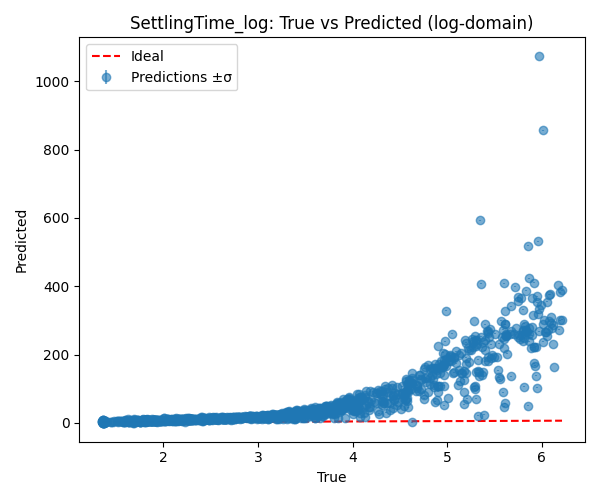 SettlingTime_log: True vs Predicted (log-domain)
Ideal
Predictions ±σ
1000
800
600
400
200
0
Predicted
2
3
4
5
6
True